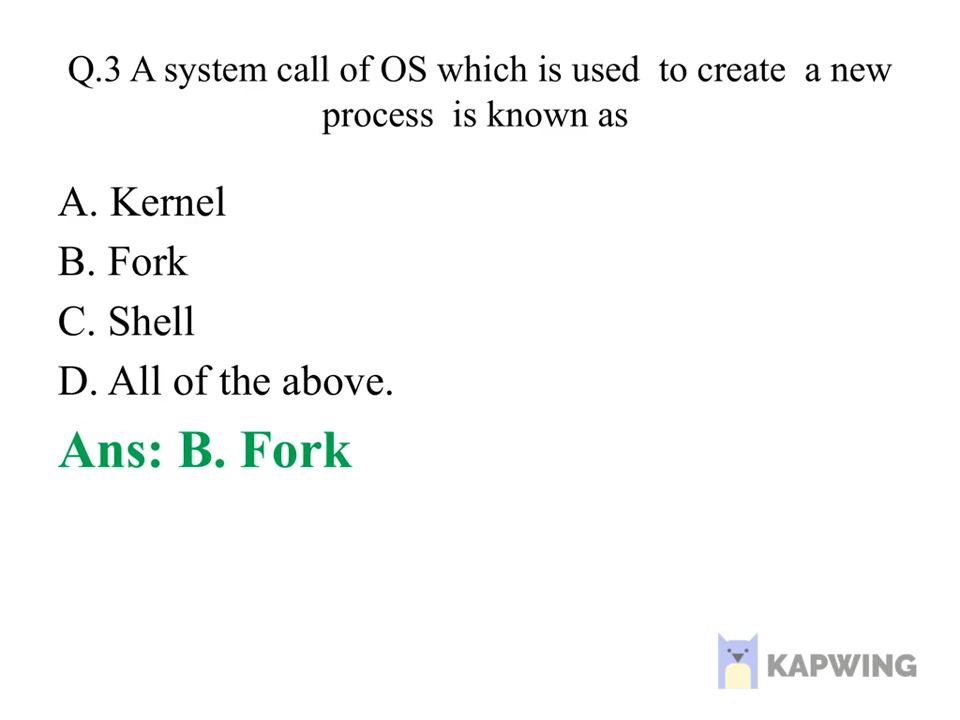 Q.3 A system call of OS which is used to create a new
process is known as
A. Kernel
B. Fork
C. Shell
D. All of the above.
Ans: B. Fork
KAPWING